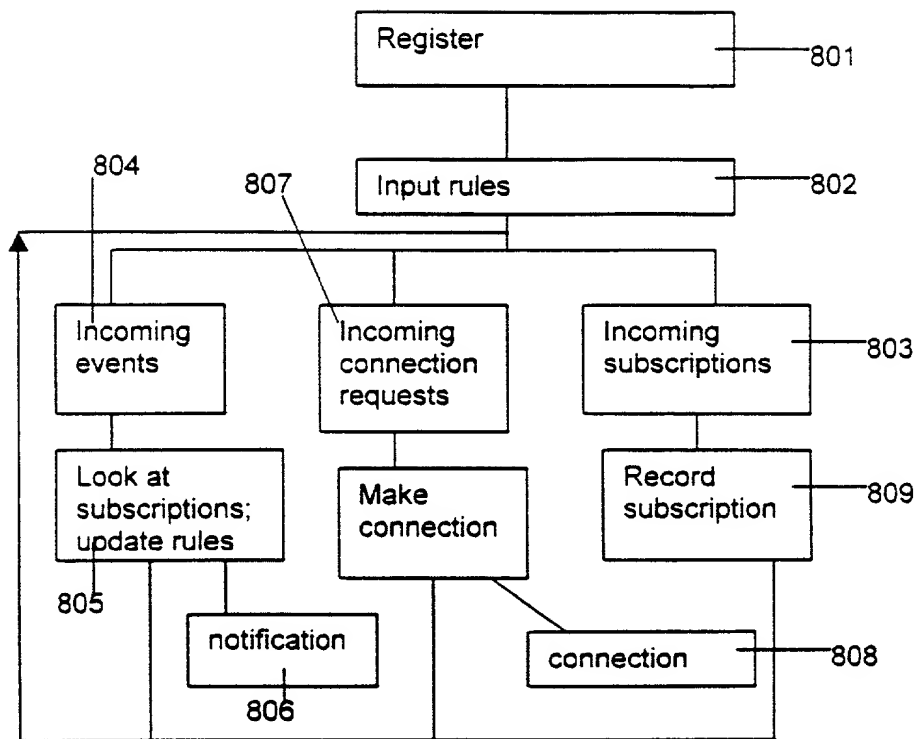 Register
801
804
807
Input rules
802
Incoming
events
Incoming
connection
requests
Incoming
subscriptions
803
Look at
subscriptions;
update rules
Make
connection
Record
subscription
809
805
notification
connection
808
806